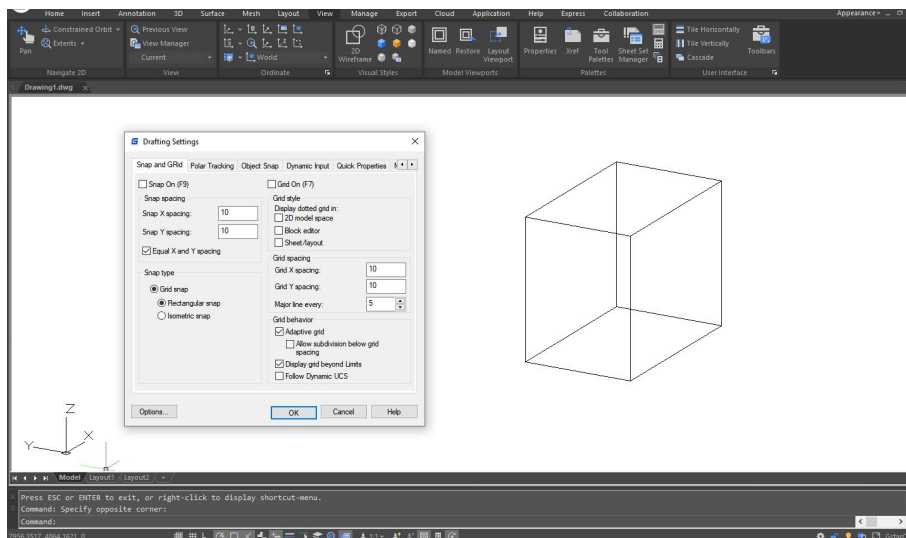 Home Insert Annotation 3D Surface Mesh Layout View Manage Export Cloud Application Help Express Collaboration Appearance
Constrained Orbit
Extents
Pan
Navigate 2D
Previous View
View Manager
Current
View
World
Ordinate
2D
Wireframe
Visual Styles
Named Restore Layout
Viewport
Model Viewports
Properties Xref Tool Sheet Set
Palettes Manager
Palettes
Tile Horizontally
Tile Vertically
Cascade
Toolbars
User Interface
Drawing1.dwg
Drafting Settings
Snap and GRid Polar Tracking Object Snap Dynamic Input Quick Properties
Snap On (F9)
Snap spacing
Snap X spacing: 10
Snap Y spacing: 10
Equal X and Y spacing
Snap type
Grid snap
Rectangular snap
Isometric snap
Grid On (F7)
Grid style
Display dotted grid in:
2D model space
Block editor
Sheet/layout
Grid spacing
Grid X spacing: 10
Grid Y spacing: 10
Major line every: 5
Grid behavior
Adaptive grid
Allow subdivision below grid
spacing
Display grid beyond Limits
Follow Dynamic UCS
Options... OK Cancel Help
Z
Y X
Model Layout1 Layout2 +
Press ESC or ENTER to exit, or right-click to display shortcut-menu.
Command: Specify opposite corner:
Command:
1:1